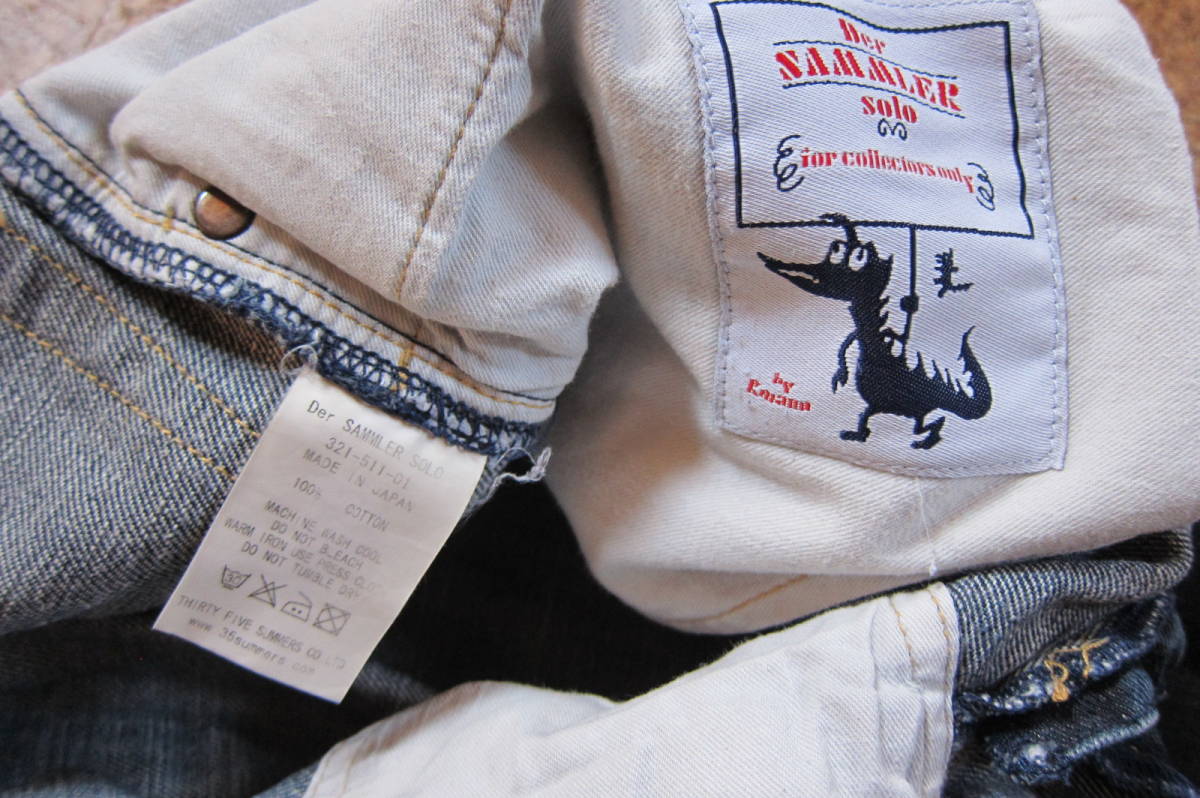 Der
SAMMLER
solo
for collectors only
by
Der SAMMLER SOLO
321-511-01
MADE IN JAPAN
100% COTTON
MACHINE WASH COOL
DO NOT BLEACH
WARM IRON USE PRESS
DO NOT TUMBLE DRY
30
THIRTY FIVE SUMMERS CO LTD
www.35summers.com